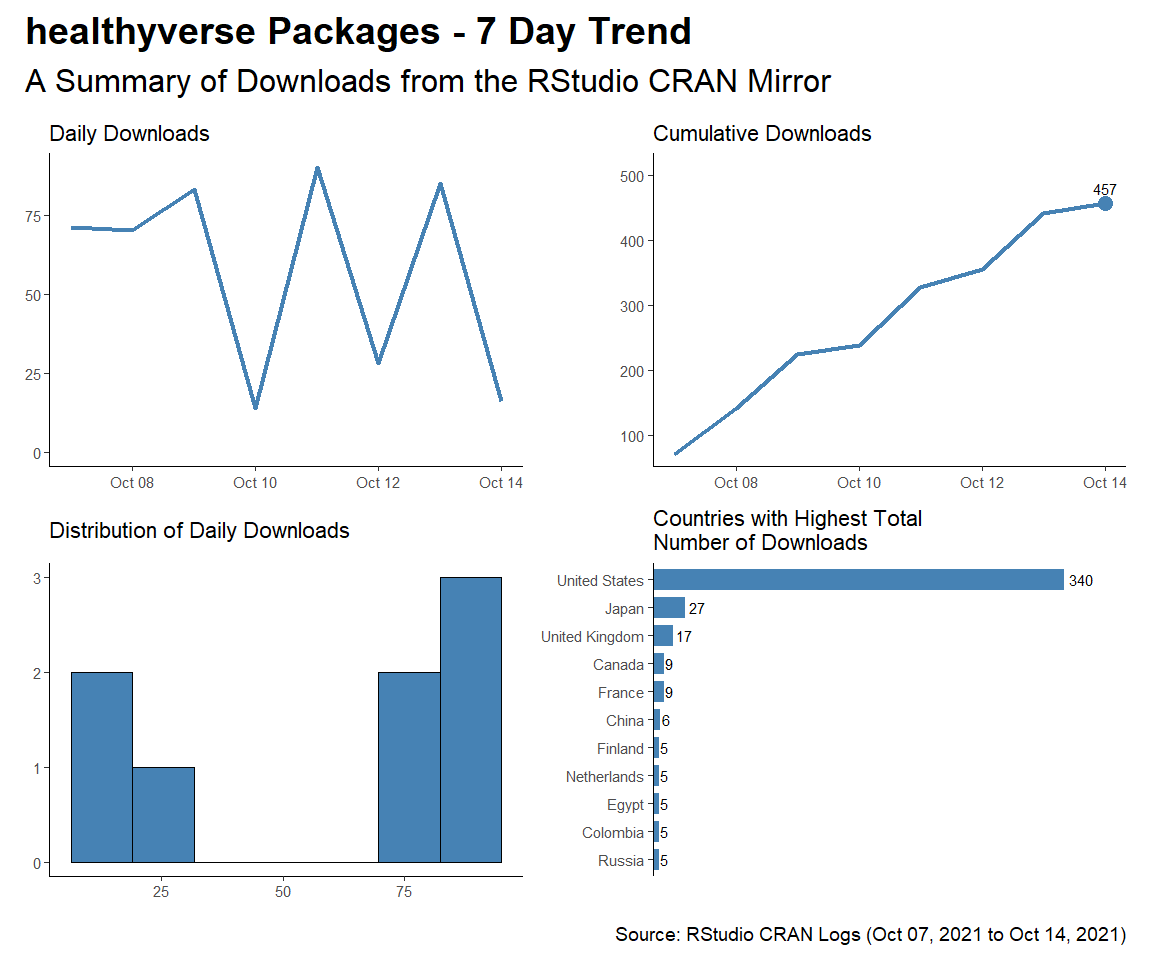 healthyverse Packages - 7 Day Trend
A Summary of Downloads from the RStudio CRAN Mirror
Daily Downloads
75
50
25
0
Oct 08
Oct 10
Oct 12
Oct 14
Cumulative Downloads
500
400
300
200
100
457
Oct 08
Oct 10
Oct 12
Oct 14
Distribution of Daily Downloads
3
2
1
0
25
50
75
Countries with Highest Total
Number of Downloads
United States 340
Japan 27
United Kingdom 17
Canada 9
France 9
China 6
Finland 5
Netherlands 5
Egypt 5
Colombia 5
Russia 5
Source: RStudio CRAN Logs (Oct 07, 2021 to Oct 14, 2021)